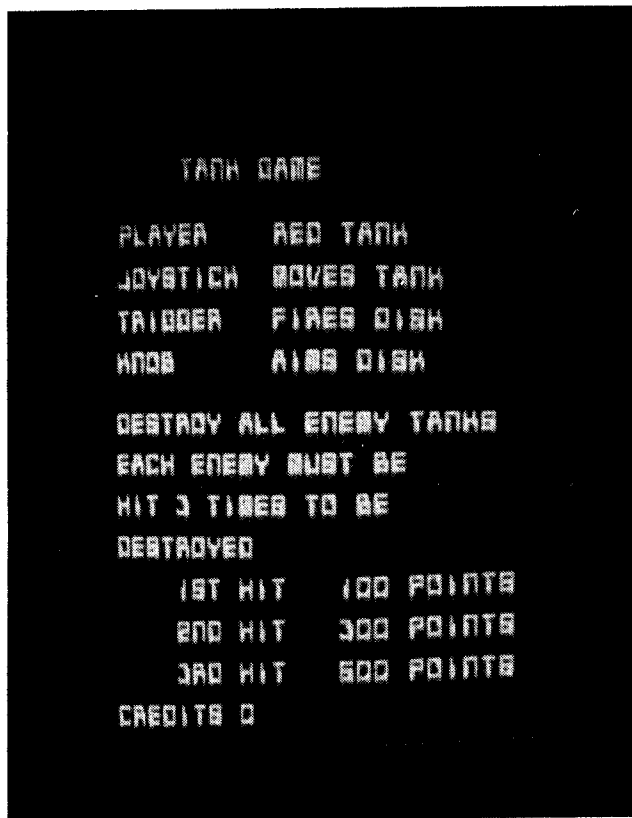 TANK GAME
PLAYER RED TANK
JOYSTICK MOVES TANK
TRIGGER FIRES DISK
KNOB AIMS DISK
DESTROY ALL ENEMY TANKS
EACH ENEMY MUST BE
HIT 3 TIMES TO BE
DESTROYED
1ST HIT 100 POINTS
2ND HIT 300 POINTS
3RD HIT 500 POINTS
CREDITS 0